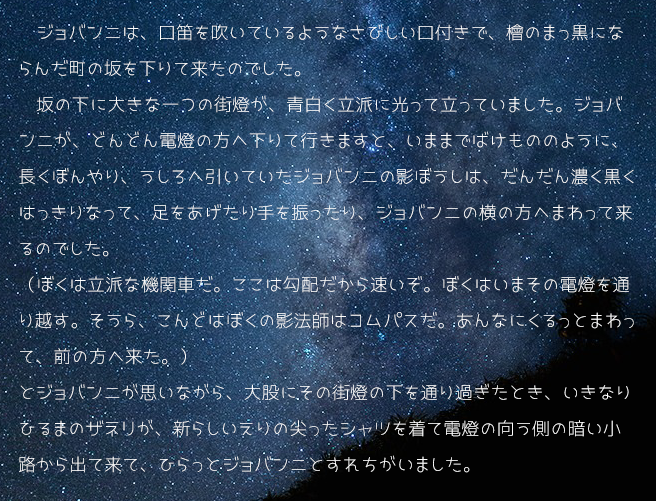 ジョバンニは、口笛を吹いているようなさびしい口付きで、檜のまっ黒にな
らんだ町の坂を下りて来たのでした。
　坂の下に大きな一つの街燈が、青白く立派に光って立っていました。ジョバ
ンニが、どんどん電燈の方へ下りて行きますと、いままでばけもののように、
長くぼんやり、うしろへ引いていたジョバンニの影ぼうしは、だんだん濃く黒く
はっきりなって、足をあげたり手を振ったり、ジョバンニの横の方へまわって来
るのでした。
（ぼくは立派な機関車だ。ここは勾配だから速いぞ。ぼくはいまその電燈を通
り越す。そうら、こんどはぼくの影法師はコムパスだ。あんなにくるっとまわっ
て、前の方へ来た。）
とジョバンニが思いながら、大股にその街燈の下を通り過ぎたとき、いきなり
ひるまのザネリが、新らしいえりの尖ったシャツを着て電燈の向う側の暗い小
路から出て来て、ひらっとジョバンニとすれちがいました。